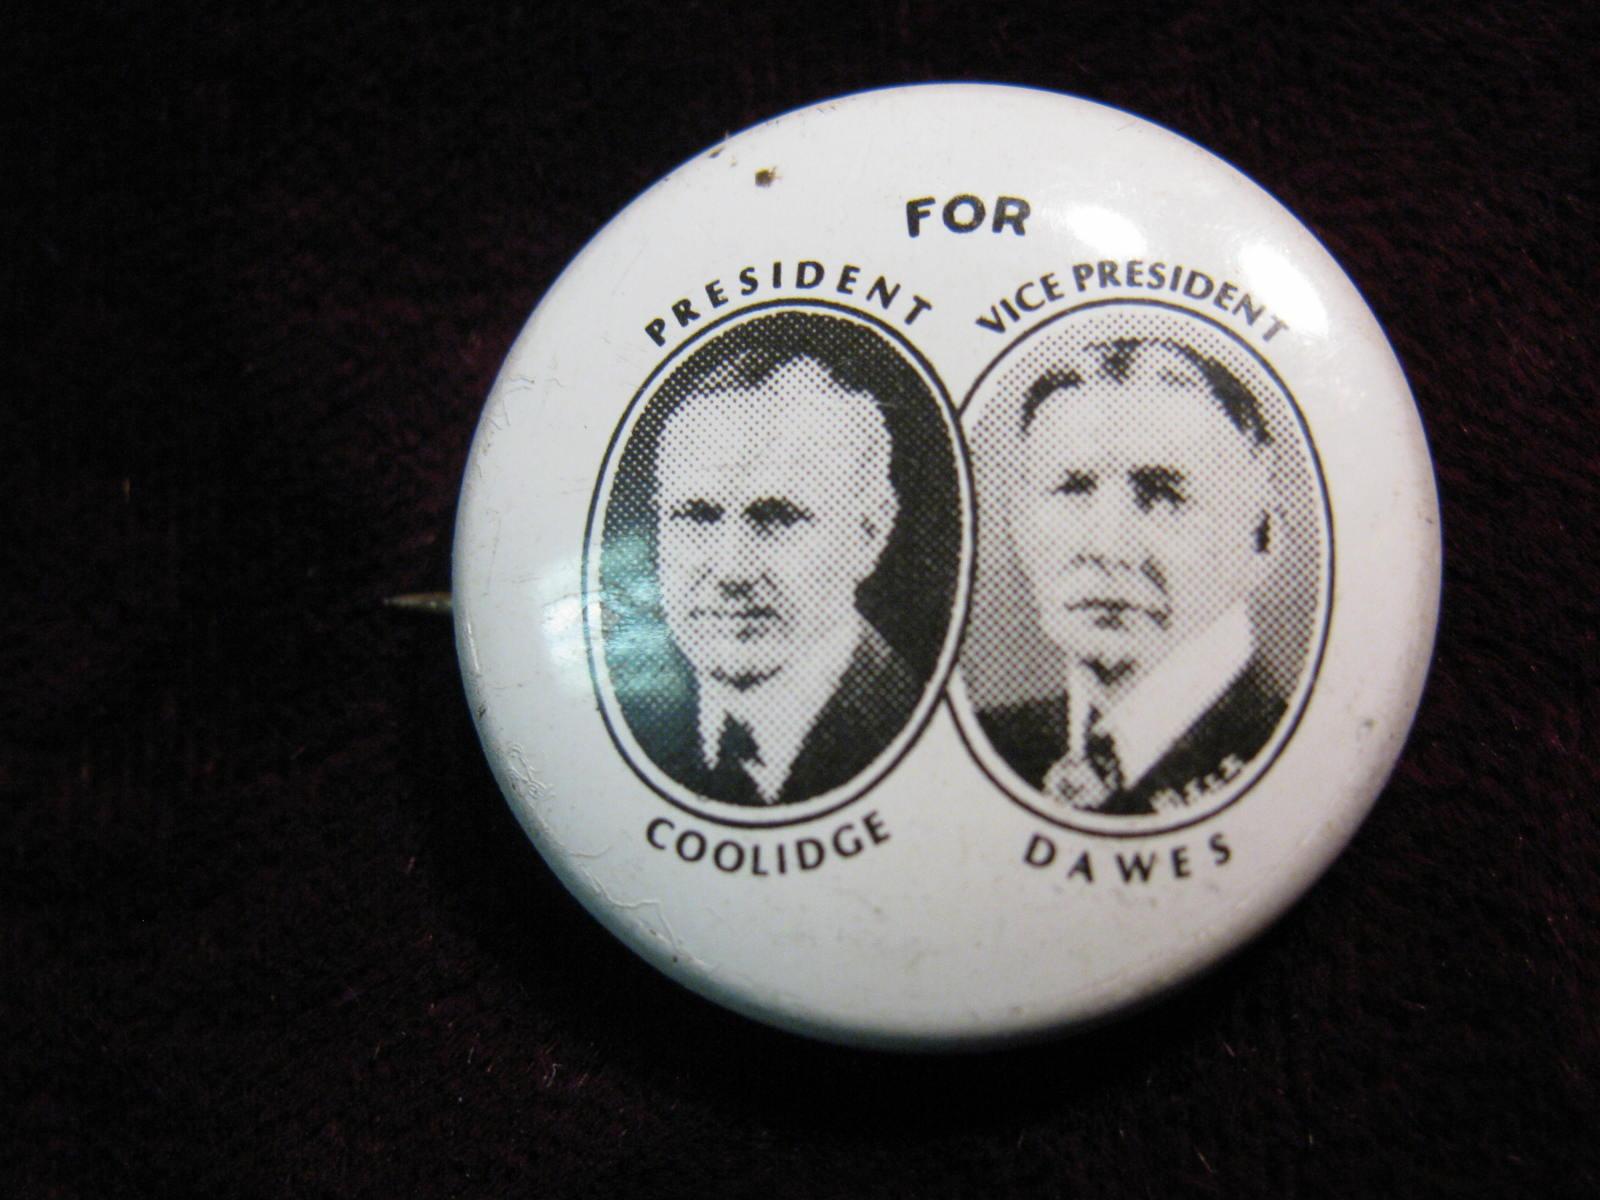 FOR
PRESIDENT
VICE PRESIDENT
COOLIDGE
DAWES